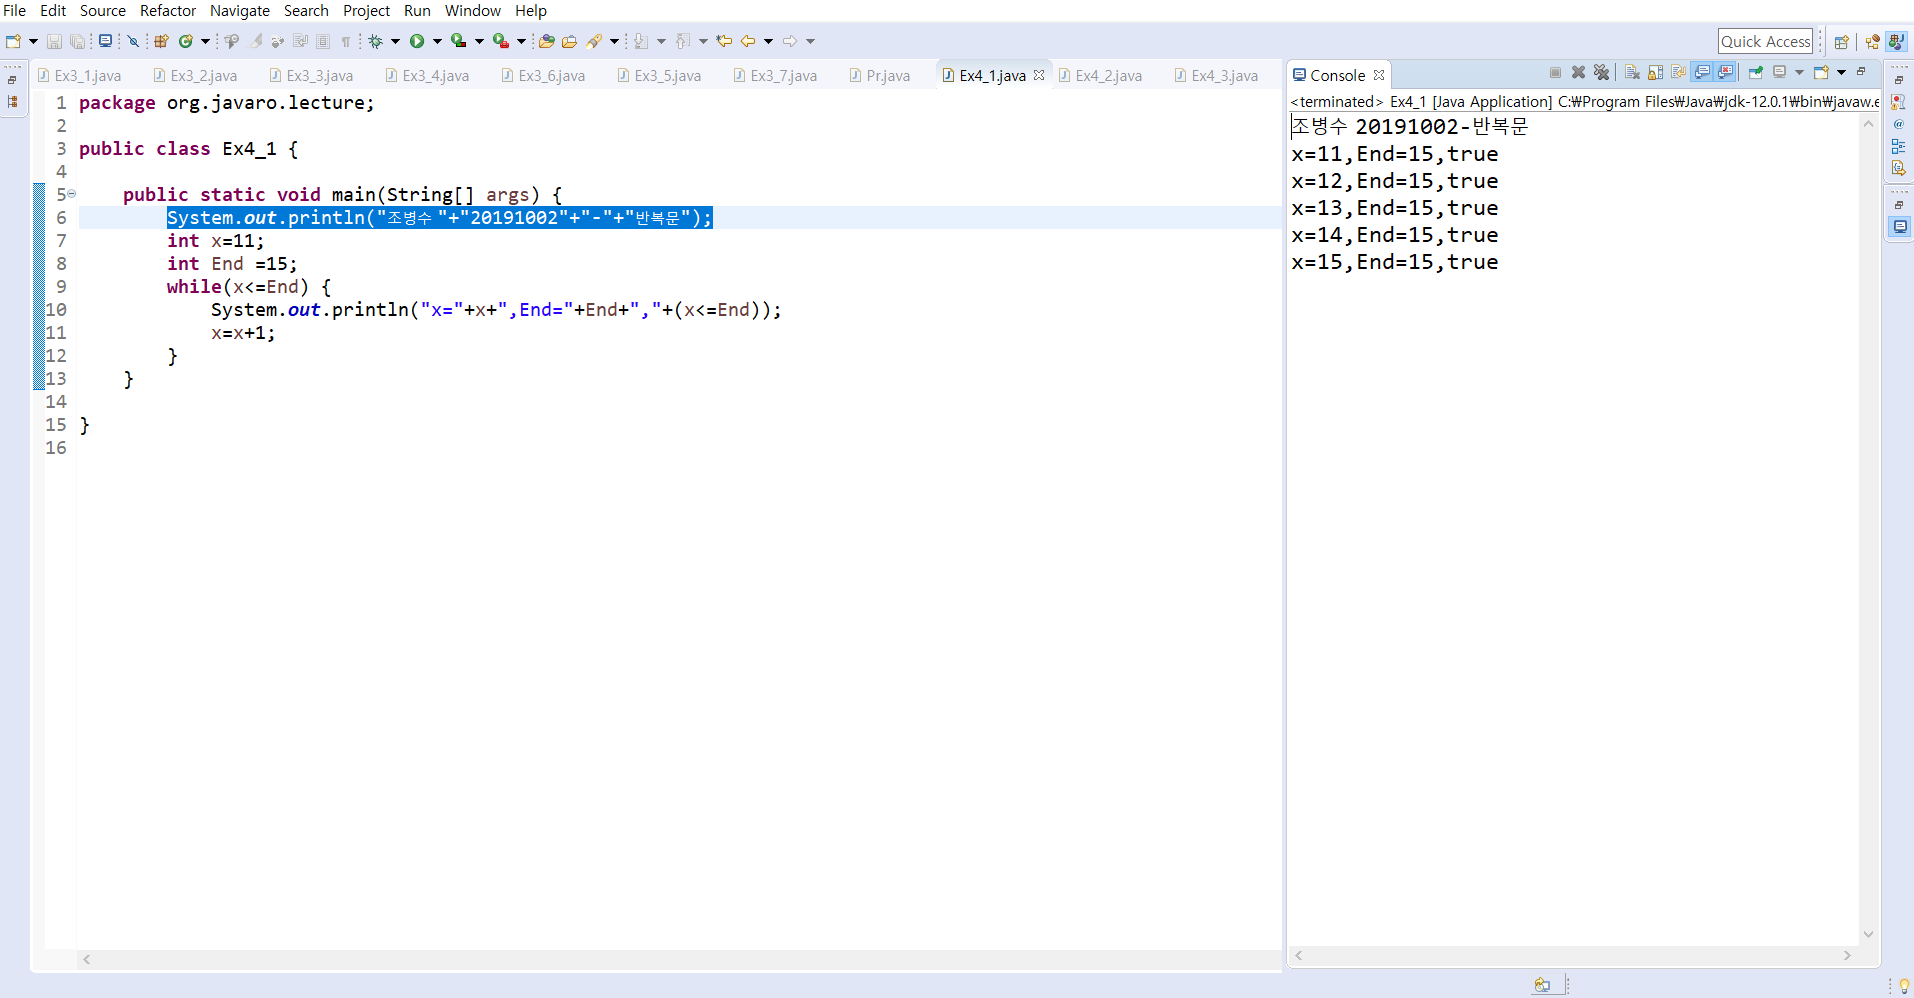 File Edit Source Refactor Navigate Search Project Run Window Help
Quick Access
Ex3_1.java Ex3_2.java Ex3_3.java Ex3_4.java Ex3_6.java Ex3_5.java Ex3_7.java Pr.java Ex4_1.java Ex4_2.java Ex4_3.java
1 package org.javaro.lecture;
2
3 public class Ex4_1 {
4
5 public static void main(String[] args) {
6 System.out.println("조병수 "+"20191002"+"-"+"반복문");
7 int x=11;
8 int End =15;
9 while(x<=End) {
10 System.out.println("x="+x+",End="+End+","+(x<=End));
11 x=x+1;
12 }
13 }
14
15 }
16
Console
<terminated> Ex4_1 [Java Application] C:₩Program Files₩Java₩jdk-12.0.1₩bin₩javaw.e
조병수 20191002-반복문
x=11,End=15,true
x=12,End=15,true
x=13,End=15,true
x=14,End=15,true
x=15,End=15,true